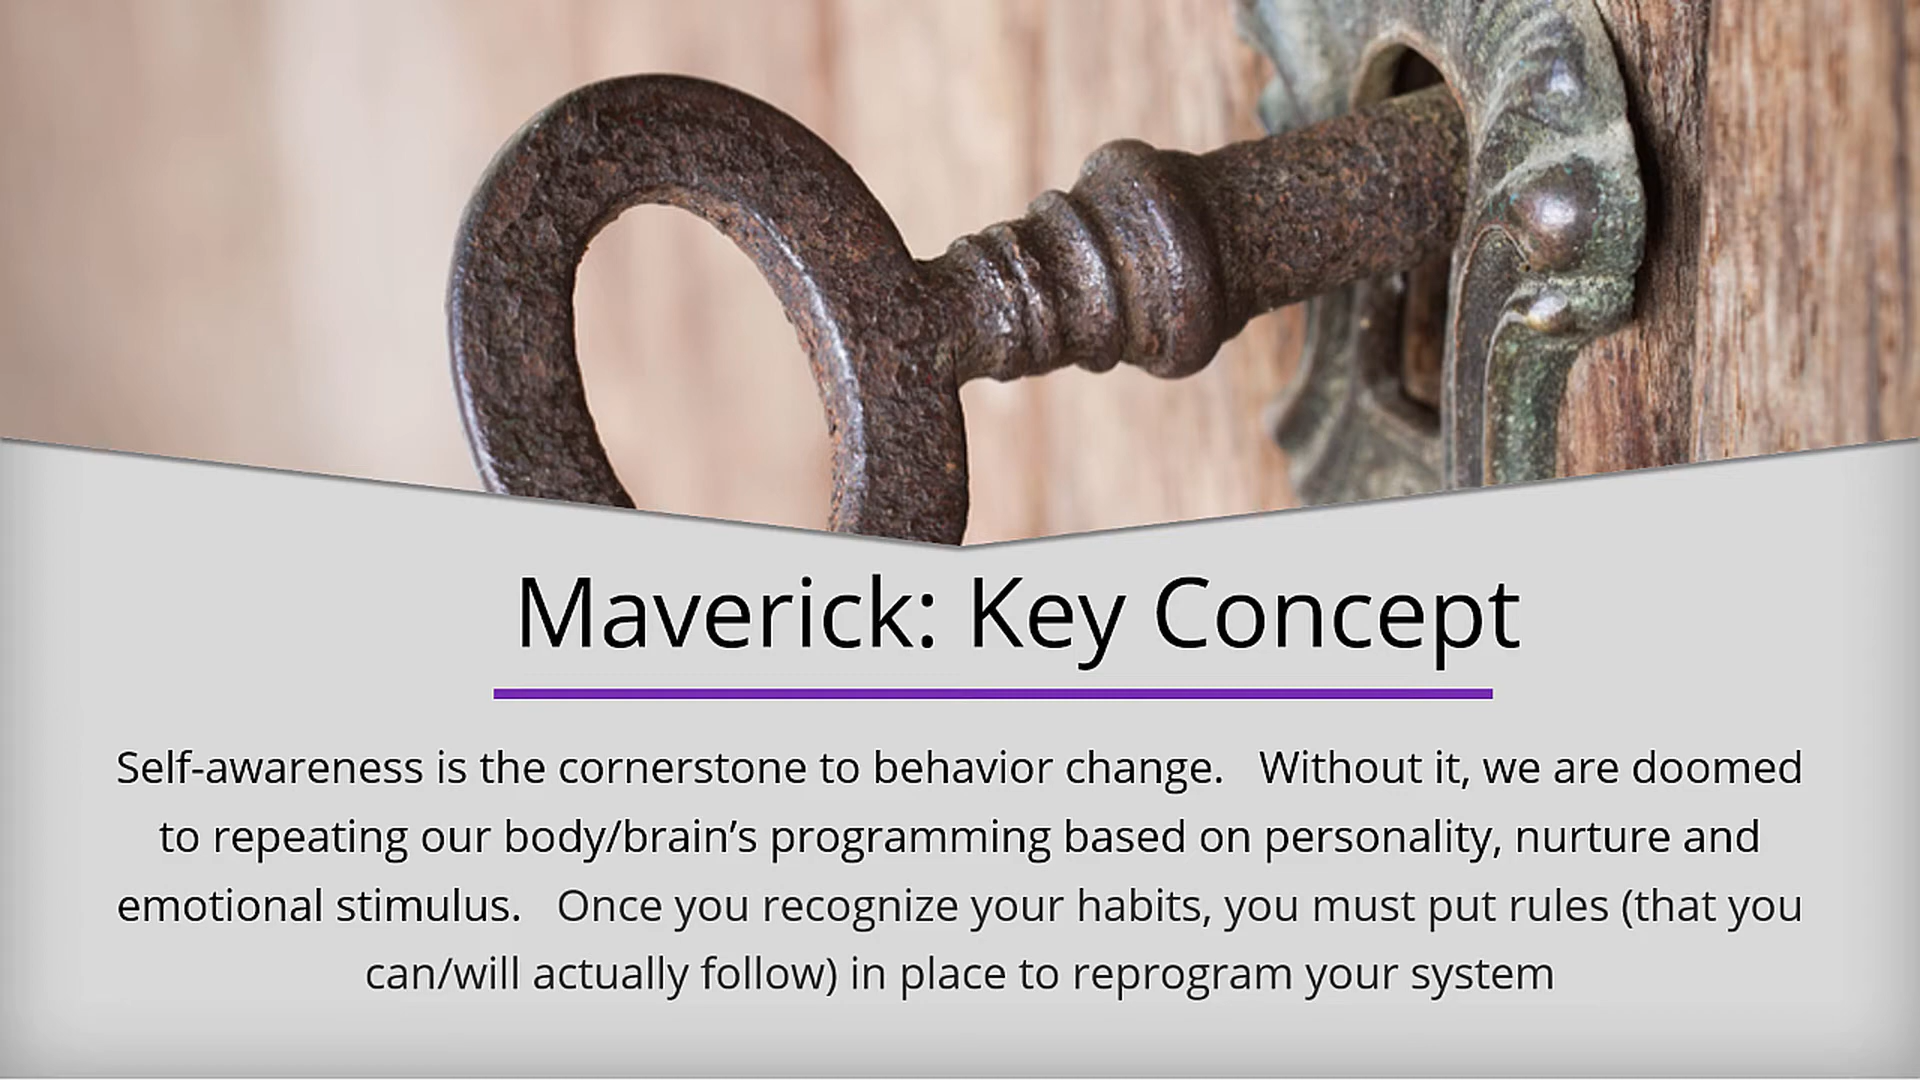 Maverick: Key Concept
Self-awareness is the cornerstone to behavior change.   Without it, we are doomed
to repeating our body/brain’s programming based on personality, nurture and
emotional stimulus.   Once you recognize your habits, you must put rules (that you
can/will actually follow) in place to reprogram your system